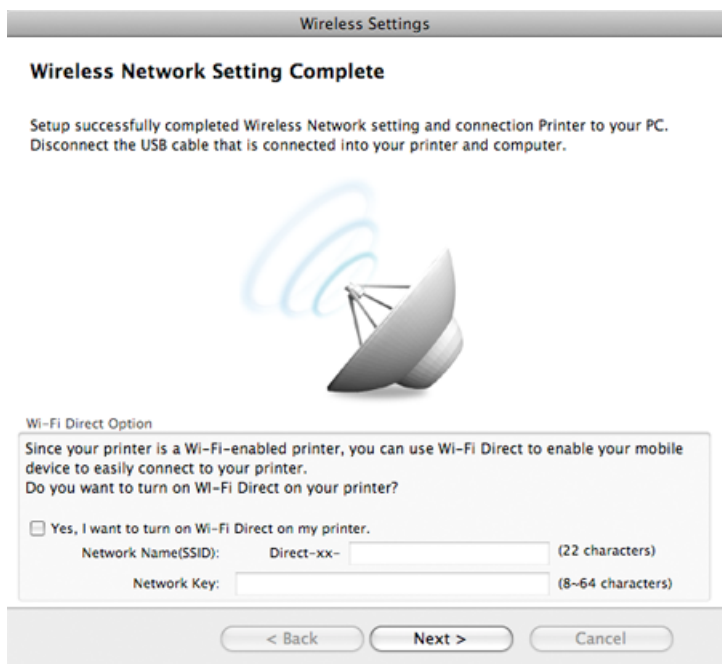 Wireless Settings
Wireless Network Setting Complete
Setup successfully completed Wireless Network setting and connection Printer to your PC.
Disconnect the USB cable that is connected into your printer and computer.
Wi-Fi Direct Option
Since your printer is a Wi-Fi-enabled printer, you can use Wi-Fi Direct to enable your mobile
device to easily connect to your printer.
Do you want to turn on WI-Fi Direct on your printer?
Yes, I want to turn on Wi-Fi Direct on my printer.
Network Name(SSID): Direct-xx- (22 characters)
Network Key: (8~64 characters)
< Back Next > Cancel